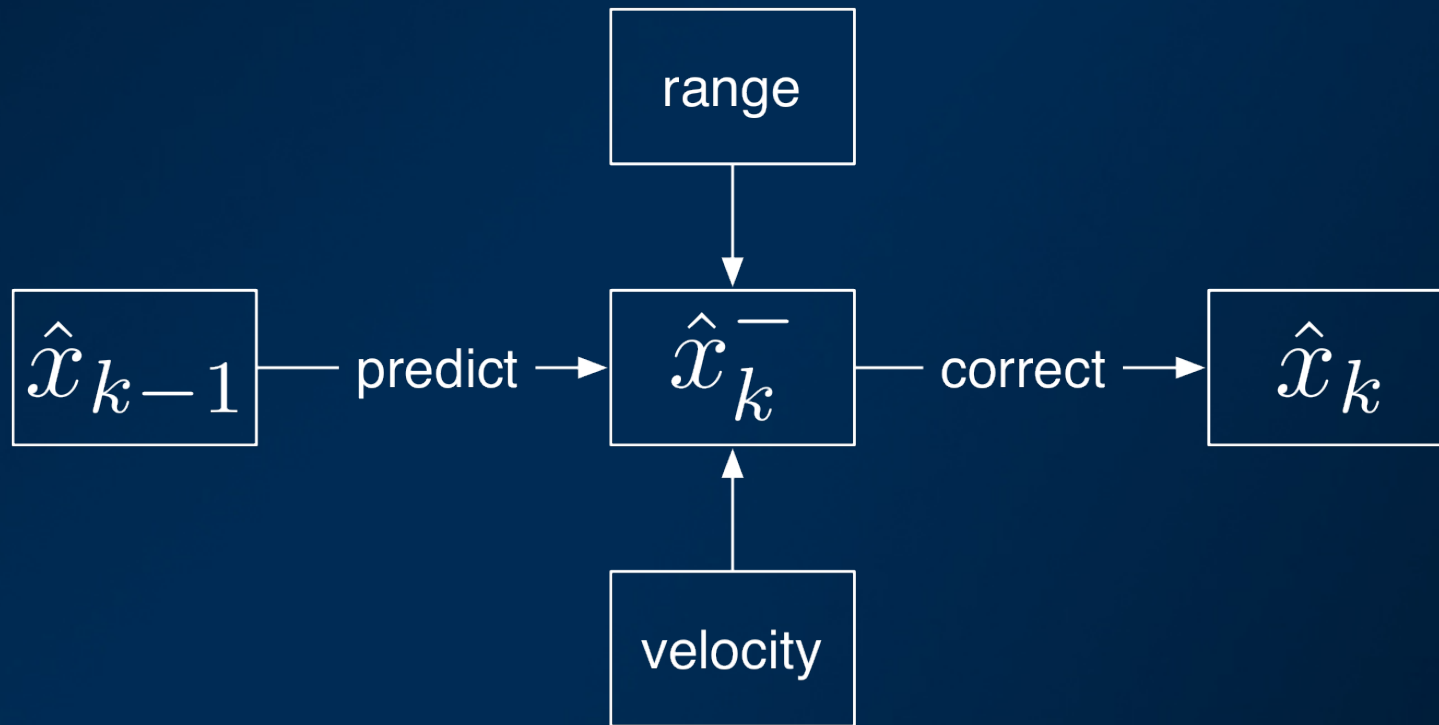 range
x̂ₖ₋₁ predict x̂ₖ⁻ correct x̂ₖ
velocity